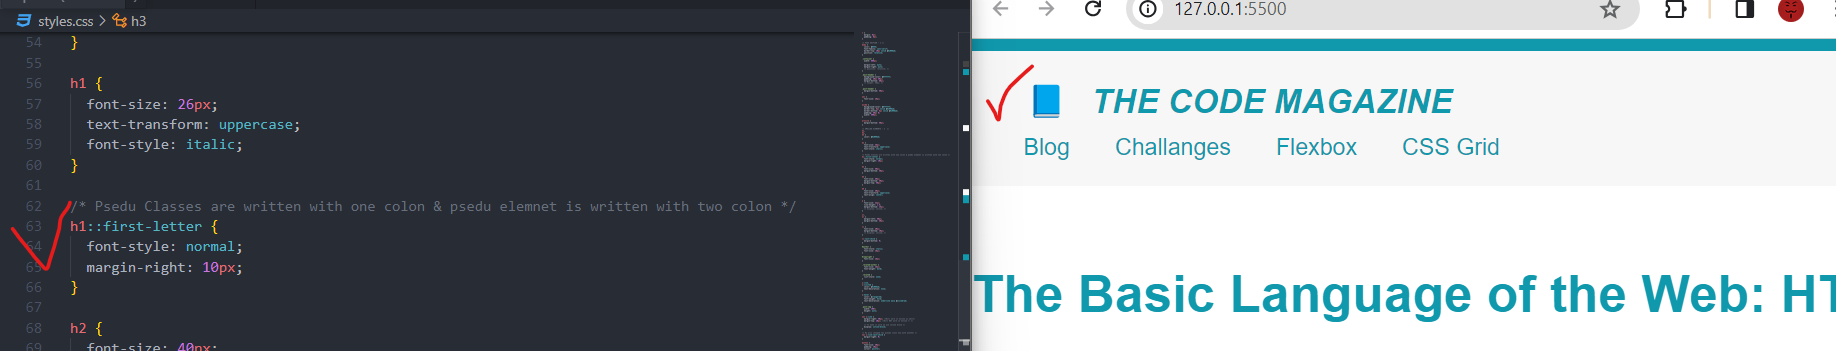 styles.css > h3
54 }
55
56 h1 {
57 font-size: 26px;
58 text-transform: uppercase;
59 font-style: italic;
60 }
61
62 /* Psedu Classes are written with one colon & psedu elemnet is written with two colon */
63 h1::first-letter {
64 font-style: normal;
65 margin-right: 10px;
66 }
67
68 h2 {
69 font-size: 40px;
127.0.0.1:5500
THE CODE MAGAZINE
Blog Challanges Flexbox CSS Grid
The Basic Language of the Web: HT